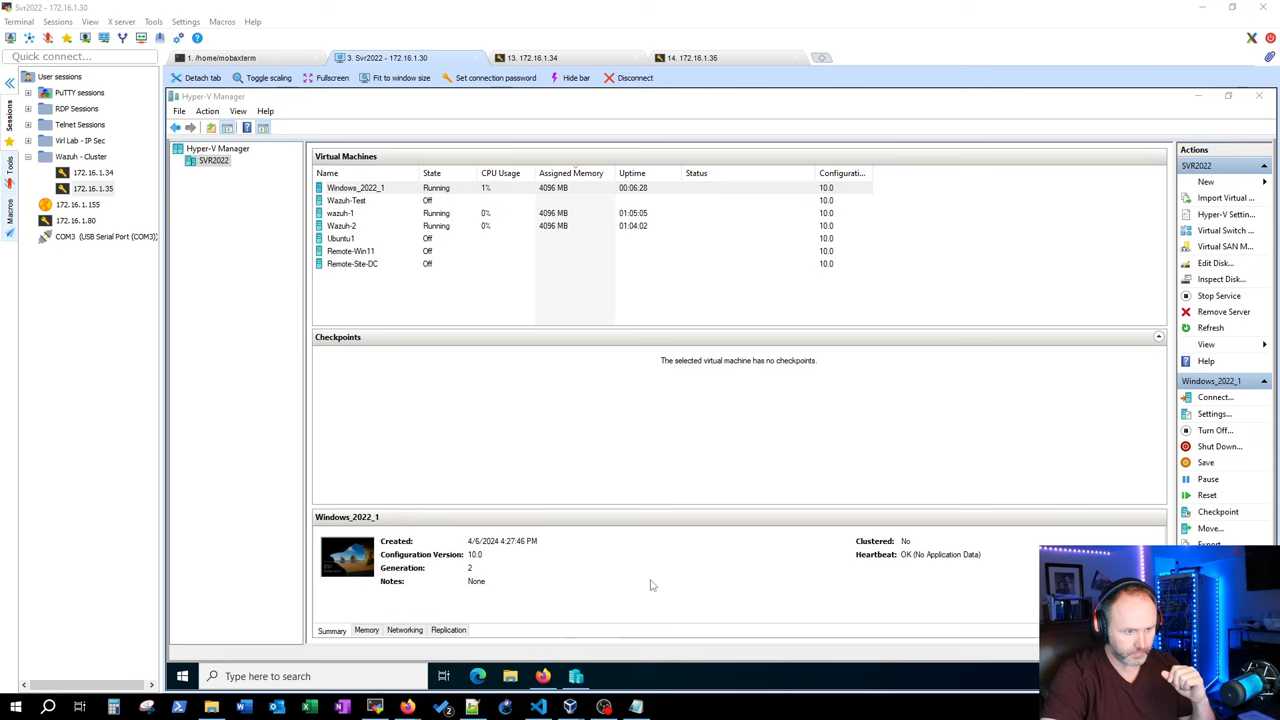 Svr2022 - 172.16.1.30
Terminal Sessions View X server Tools Settings Macros Help
Quick connect...
1. /home/mobaxterm
3. Svr2022 - 172.16.1.30
13. 172.16.1.34
14. 172.16.1.35
Detach tab Toggle scaling Fullscreen Fit to window size Set connection password Hide bar Disconnect
Sessions
Tools
Macros
User sessions
PuTTY sessions
RDP Sessions
Telnet Sessions
Virl Lab - IP Sec
Wazuh - Cluster
172.16.1.34
172.16.1.35
172.16.1.155
172.16.1.80
COM3 (USB Serial Port (COM3))
Hyper-V Manager
File Action View Help
Hyper-V Manager
SVR2022
Virtual Machines
Name State CPU Usage Assigned Memory Uptime Status Configurati...
Windows_2022_1 Running 1% 4096 MB 00:06:28 10.0
Wazuh-Test Off 10.0
wazuh-1 Running 0% 4096 MB 01:05:05 10.0
Wazuh-2 Running 0% 4096 MB 01:04:02 10.0
Ubuntu1 Off 10.0
Remote-Win11 Off 10.0
Remote-Site-DC Off 10.0
Checkpoints
The selected virtual machine has no checkpoints.
Windows_2022_1
Created: 4/6/2024 4:27:46 PM Clustered: No
Configuration Version: 10.0 Heartbeat: OK (No Application Data)
Generation: 2
Notes: None
Summary Memory Networking Replication
Actions
SVR2022
New
Import Virtual ...
Hyper-V Settin...
Virtual Switch ...
Virtual SAN M...
Edit Disk...
Inspect Disk...
Stop Service
Remove Server
Refresh
View
Help
Windows_2022_1
Connect...
Settings...
Turn Off...
Shut Down...
Save
Pause
Reset
Checkpoint
Move...
Type here to search